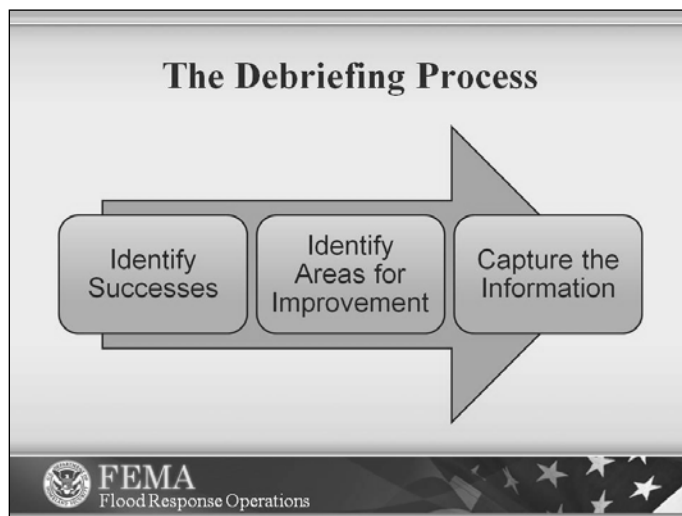 The Debriefing Process
Identify
Successes
Identify
Areas for
Improvement
Capture the
Information
FEMA
Flood Response Operations